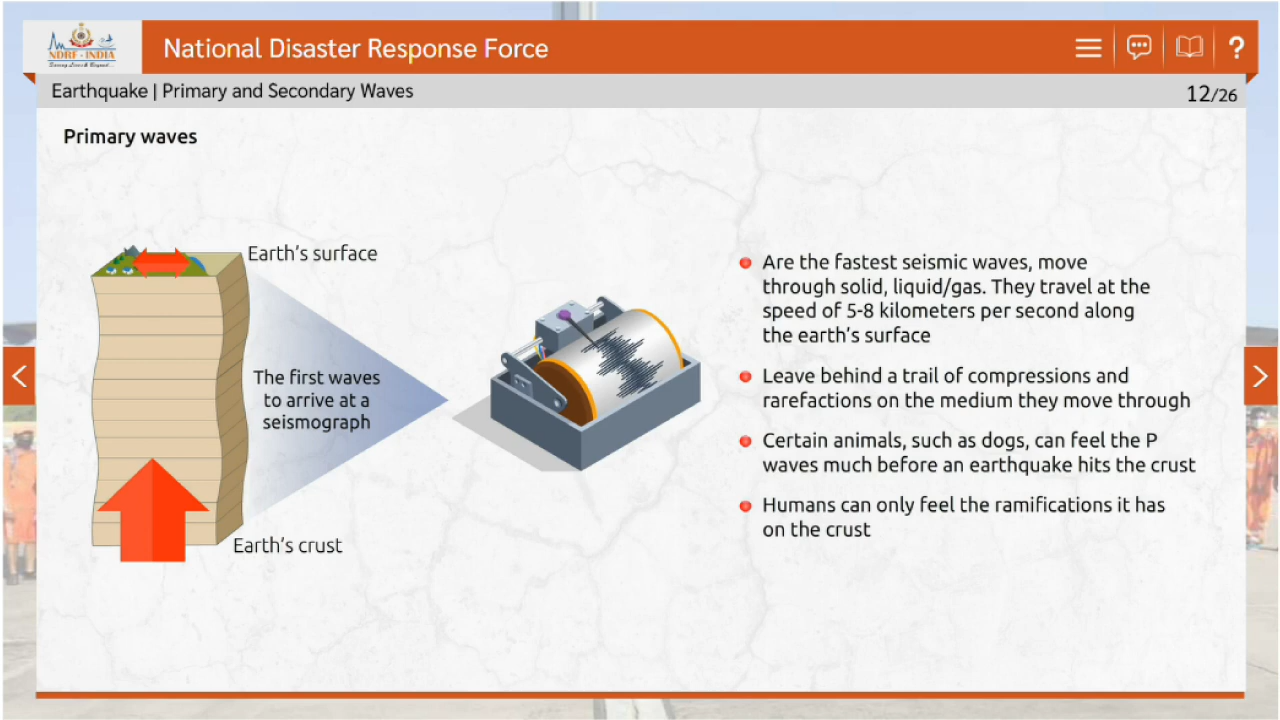 NDRF - INDIA
National Disaster Response Force
?
Earthquake | Primary and Secondary Waves
12/26
Primary waves
Earth's surface
The first waves
to arrive at a
seismograph
Earth's crust
Are the fastest seismic waves, move
through solid, liquid/gas. They travel at the
speed of 5-8 kilometers per second along
the earth's surface
Leave behind a trail of compressions and
rarefactions on the medium they move through
Certain animals, such as dogs, can feel the P
waves much before an earthquake hits the crust
Humans can only feel the ramifications it has
on the crust